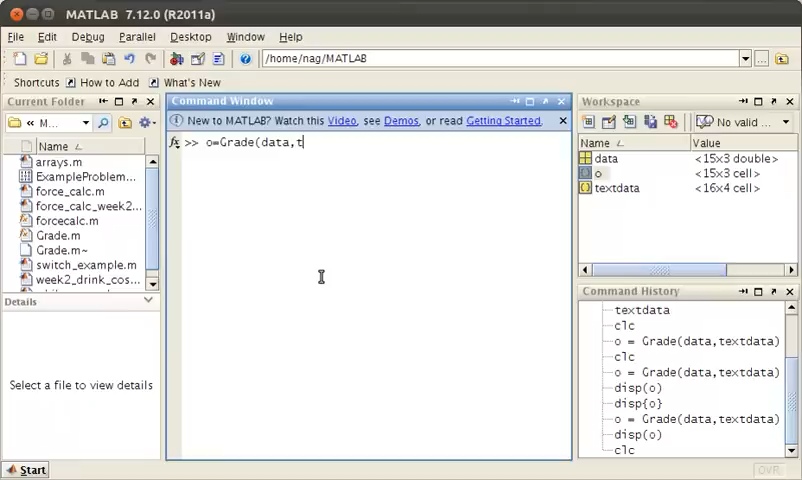 MATLAB 7.12.0 (R2011a)
File Edit Debug Parallel Desktop Window Help
/home/nag/MATLAB
Shortcuts How to Add What's New
Current Folder
« M...
Name
arrays.m
ExampleProblem...
force_calc.m
force_calc_week2...
forcecalc.m
Grade.m
Grade.m~
switch_example.m
week2_drink_cos...
Details
Select a file to view details
Start
Command Window
New to MATLAB? Watch this Video, see Demos, or read Getting Started.
fx >> o=Grade(data,t
Workspace
No valid ...
Name Value
data <15x3 double>
o <15x3 cell>
textdata <16x4 cell>
Command History
textdata
clc
o = Grade(data,textdata)
clc
o = Grade(data,textdata)
disp(o)
disp{o}
o = Grade(data,textdata)
disp(o)
clc
OVR